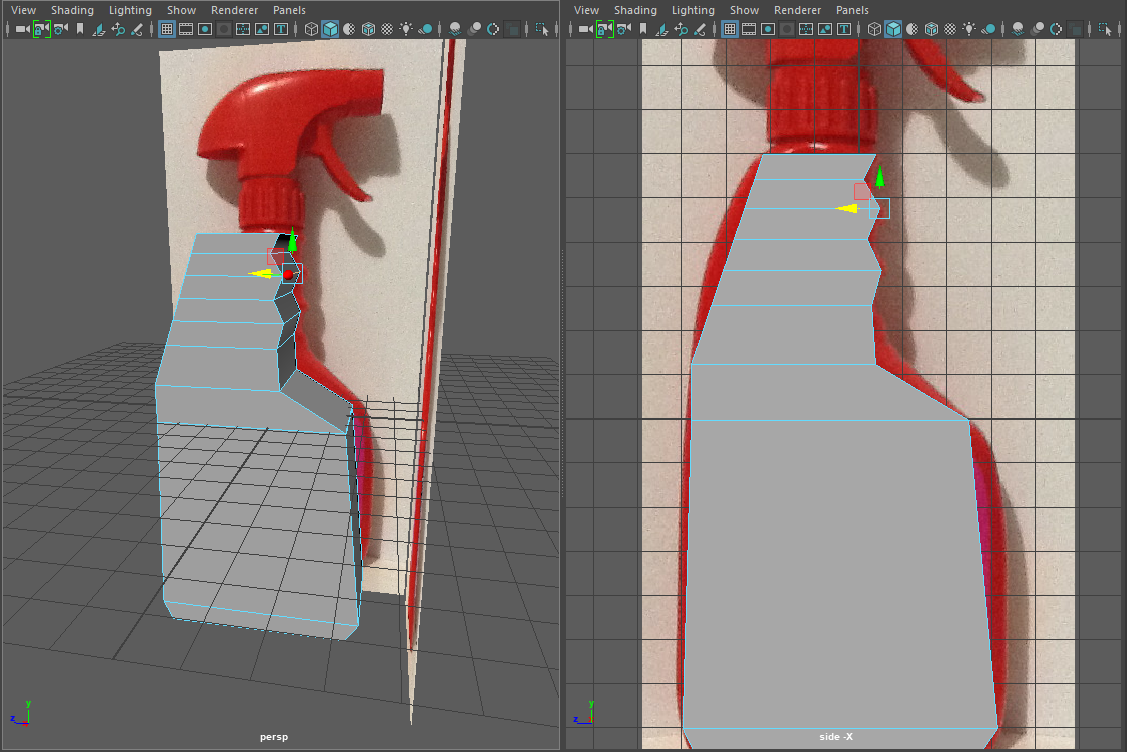 View Shading Lighting Show Renderer Panels
View Shading Lighting Show Renderer Panels
y
z
persp
y
z
side -X